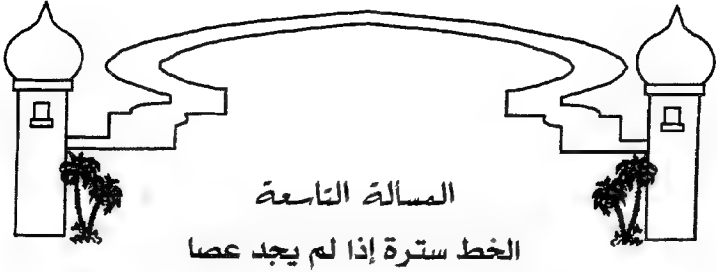 المسألة التاسعة
الخط سترة إذا لم يجد عصا